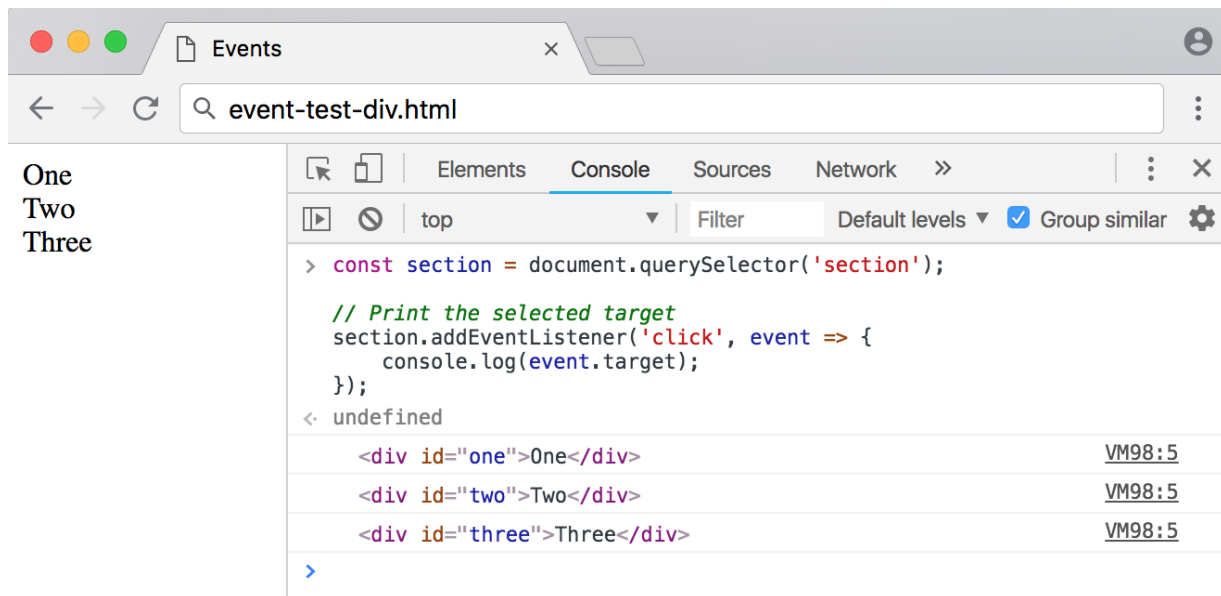 Events
event-test-div.html
One
Two
Three
Elements Console Sources Network
top Filter Default levels Group similar
const section = document.querySelector('section');
// Print the selected target
section.addEventListener('click', event => {
    console.log(event.target);
});
undefined
<div id="one">One</div> VM98:5
<div id="two">Two</div> VM98:5
<div id="three">Three</div> VM98:5